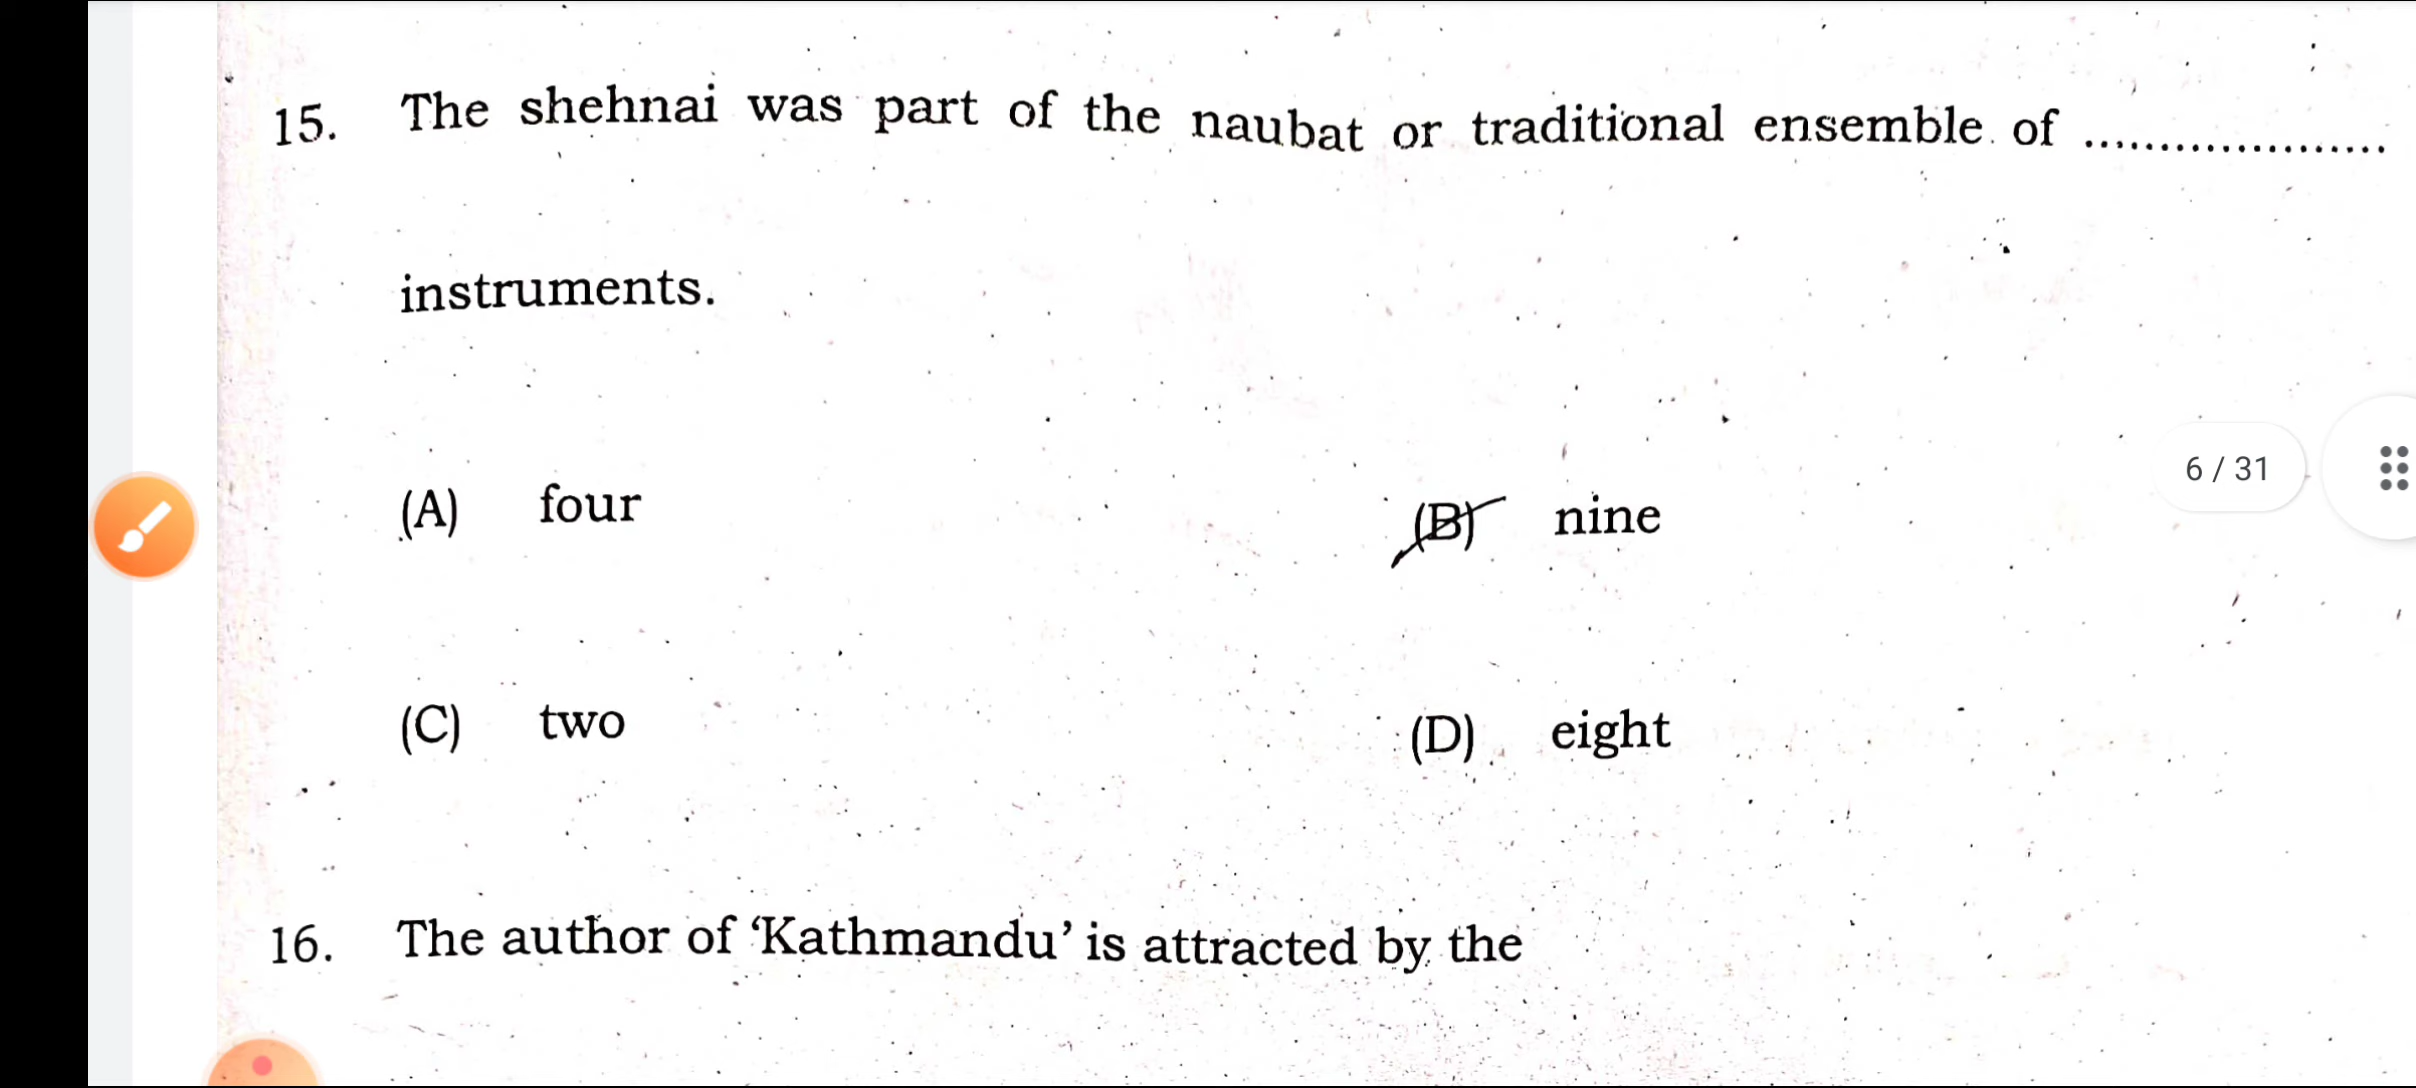 15. The shehnai was part of the naubat or traditional ensemble of ....................
instruments.
(A) four (B) nine
6 / 31
(C) two (D) eight
16. The author of ‘Kathmandu’ is attracted by the